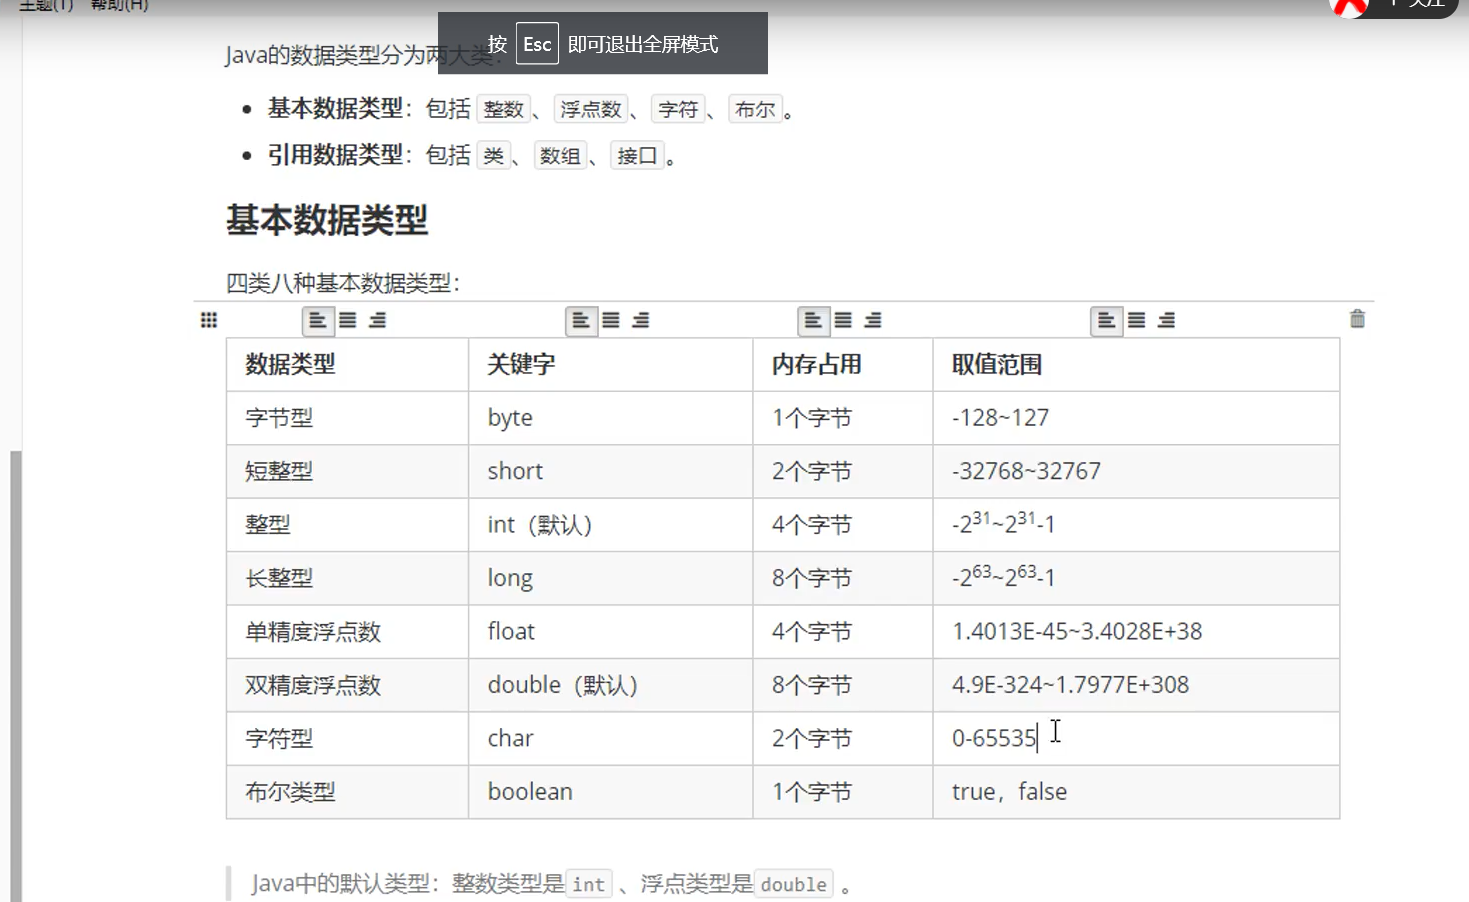 主题(T) 帮助(H)
关注
按 Esc 即可退出全屏模式
Java的数据类型分为两大类：
基本数据类型：包括 整数、浮点数、字符、布尔。
引用数据类型：包括 类、数组、接口。
基本数据类型
四类八种基本数据类型：
数据类型 关键字 内存占用 取值范围
字节型 byte 1个字节 -128~127
短整型 short 2个字节 -32768~32767
整型 int（默认） 4个字节 -2³¹~2³¹-1
长整型 long 8个字节 -2⁶³~2⁶³-1
单精度浮点数 float 4个字节 1.4013E-45~3.4028E+38
双精度浮点数 double（默认） 8个字节 4.9E-324~1.7977E+308
字符型 char 2个字节 0-65535
布尔类型 boolean 1个字节 true，false
Java中的默认类型：整数类型是 int 、浮点类型是 double 。